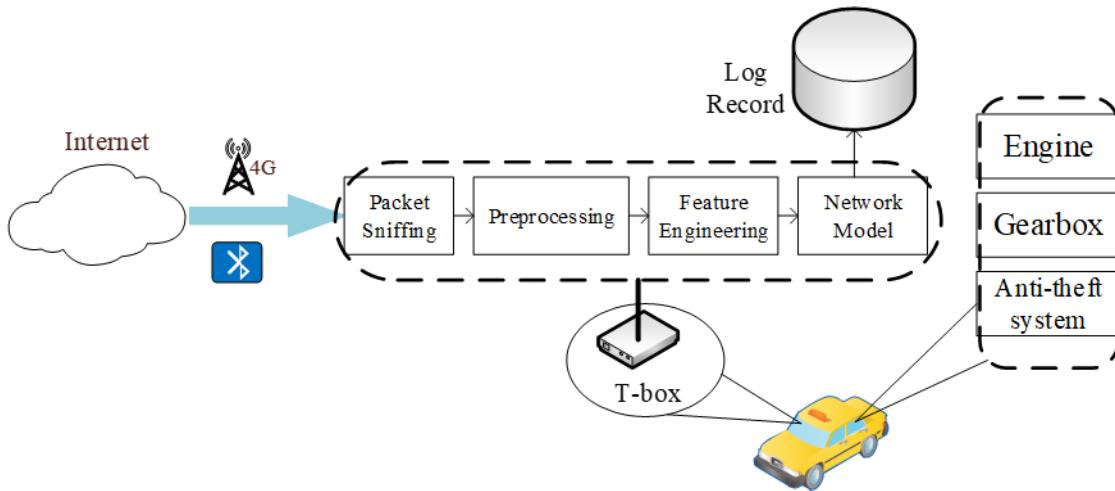 Internet
4G
Packet
Sniffing
Preprocessing
Feature
Engineering
Network
Model
Log
Record
Engine
Gearbox
Anti-theft
system
T-box